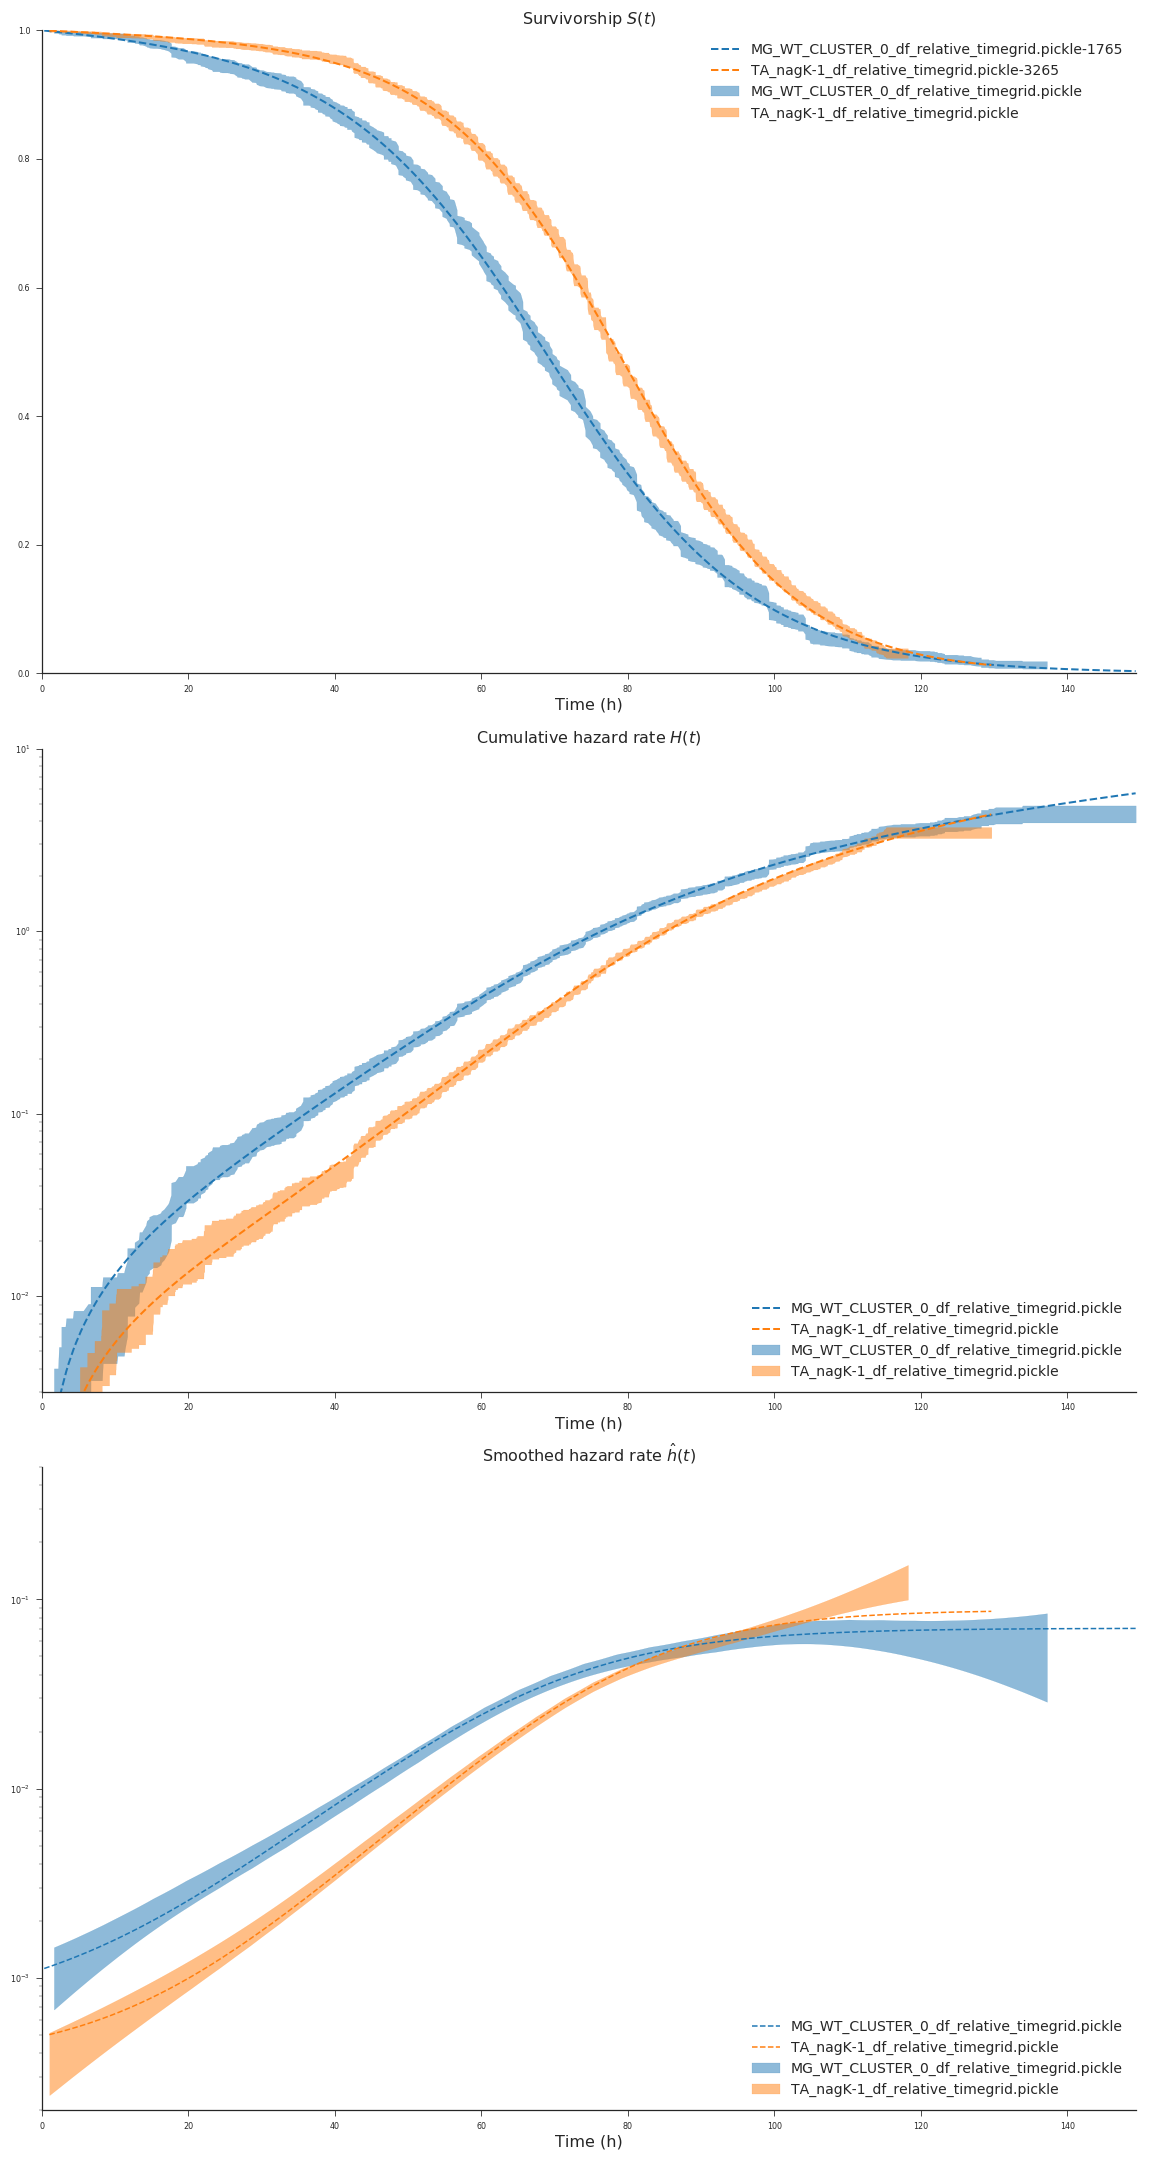 Survivorship S(t)
1.0
0.8
0.6
0.4
0.2
0.0
MG_WT_CLUSTER_0_df_relative_timegrid.pickle-1765
TA_nagK-1_df_relative_timegrid.pickle-3265
MG_WT_CLUSTER_0_df_relative_timegrid.pickle
TA_nagK-1_df_relative_timegrid.pickle
0 20 40 60 80 100 120 140
Time (h)
Cumulative hazard rate H(t)
10¹
10⁰
10⁻¹
10⁻²
MG_WT_CLUSTER_0_df_relative_timegrid.pickle
TA_nagK-1_df_relative_timegrid.pickle
MG_WT_CLUSTER_0_df_relative_timegrid.pickle
TA_nagK-1_df_relative_timegrid.pickle
0 20 40 60 80 100 120 140
Time (h)
Smoothed hazard rate ĥ(t)
10⁻¹
10⁻²
10⁻³
MG_WT_CLUSTER_0_df_relative_timegrid.pickle
TA_nagK-1_df_relative_timegrid.pickle
MG_WT_CLUSTER_0_df_relative_timegrid.pickle
TA_nagK-1_df_relative_timegrid.pickle
0 20 40 60 80 100 120 140
Time (h)